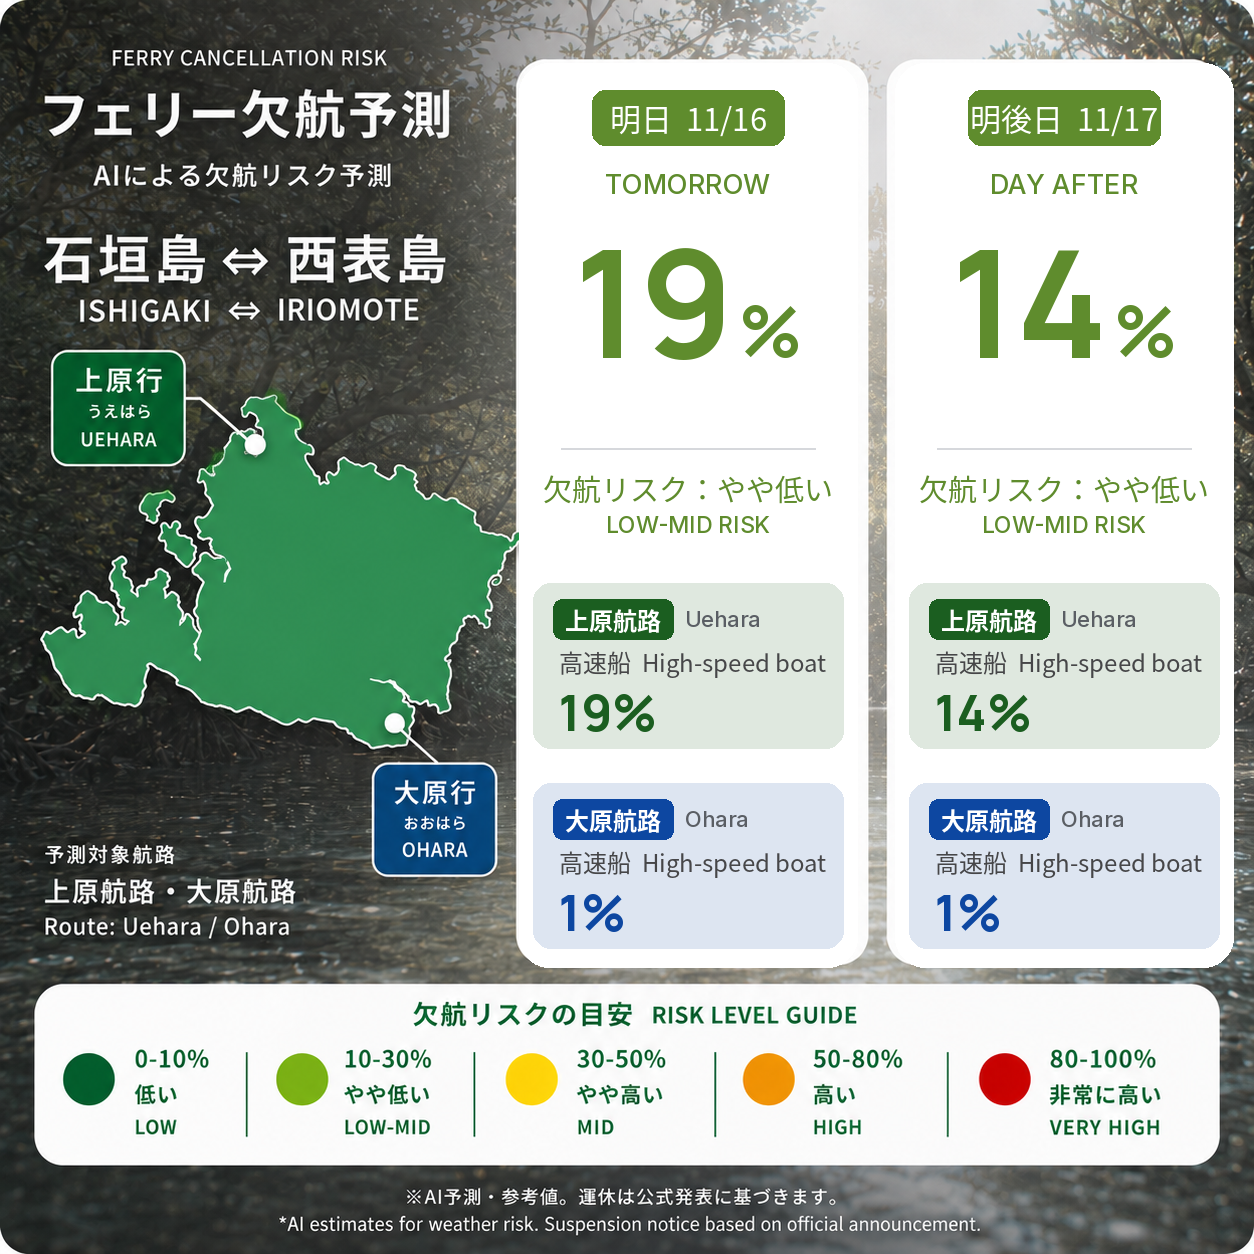 FERRY CANCELLATION RISK
フェリー欠航予測
AIによる欠航リスク予測
石垣島 ⇔ 西表島
ISHIGAKI ⇔ IRIOMOTE
上原行
うえはら
UEHARA
大原行
おおはら
OHARA
予測対象航路
上原航路・大原航路
Route: Uehara / Ohara
明日 11/16
TOMORROW
19%
欠航リスク：やや低い
LOW-MID RISK
上原航路 Uehara
高速船 High-speed boat
19%
大原航路 Ohara
高速船 High-speed boat
1%
明後日 11/17
DAY AFTER
14%
欠航リスク：やや低い
LOW-MID RISK
上原航路 Uehara
高速船 High-speed boat
14%
大原航路 Ohara
高速船 High-speed boat
1%
欠航リスクの目安 RISK LEVEL GUIDE
0-10%
低い
LOW
10-30%
やや低い
LOW-MID
30-50%
やや高い
MID
50-80%
高い
HIGH
80-100%
非常に高い
VERY HIGH
※AI予測・参考値。運休は公式発表に基づきます。
*AI estimates for weather risk. Suspension notice based on official announcement.